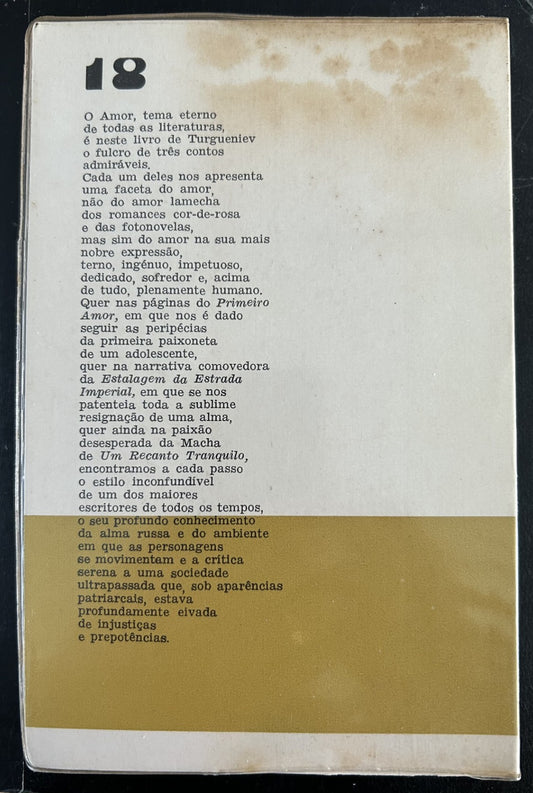 18
O Amor, tema eterno
de todas as literaturas,
é neste livro de Turgueniev
o fulcro de três contos
admiráveis.
Cada um deles nos apresenta
uma faceta do amor,
não do amor lamecha
dos romances cor-de-rosa
e das fotonovelas,
mas sim do amor na sua mais
nobre expressão,
terno, ingénuo, impetuoso,
dedicado, sofredor e, acima
de tudo, plenamente humano.
Quer nas páginas do Primeiro
Amor, em que nos é dado
seguir as peripécias
da primeira paixoneta
de um adolescente,
quer na narrativa comovedora
da Estalagem da Estrada
Imperial, em que se nos
patenteia toda a sublime
resignação de uma alma,
quer ainda na paixão
desesperada da Macha
de Um Recanto Tranquilo,
encontramos a cada passo
o estilo inconfundível
de um dos maiores
escritores de todos os tempos,
o seu profundo conhecimento
da alma russa e do ambiente
em que as personagens
se movimentam e a crítica
serena a uma sociedade
ultrapassada que, sob aparências
patriarcais, estava
profundamente eivada
de injustiças
e prepotências.